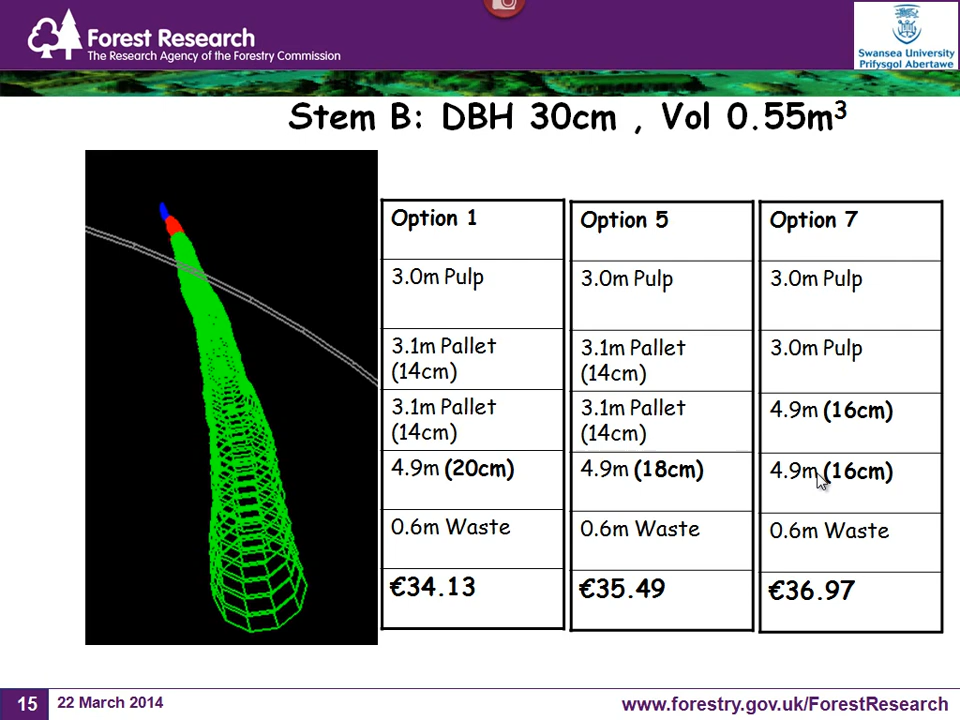 Forest Research
The Research Agency of the Forestry Commission
Swansea University
Prifysgol Abertawe
Stem B: DBH 30cm , Vol 0.55m³
Option 1
3.0m Pulp
3.1m Pallet
(14cm)
3.1m Pallet
(14cm)
4.9m (20cm)
0.6m Waste
€34.13
Option 5
3.0m Pulp
3.1m Pallet
(14cm)
3.1m Pallet
(14cm)
4.9m (18cm)
0.6m Waste
€35.49
Option 7
3.0m Pulp
3.0m Pulp
4.9m (16cm)
4.9m (16cm)
0.6m Waste
€36.97
15
22 March 2014
www.forestry.gov.uk/ForestResearch